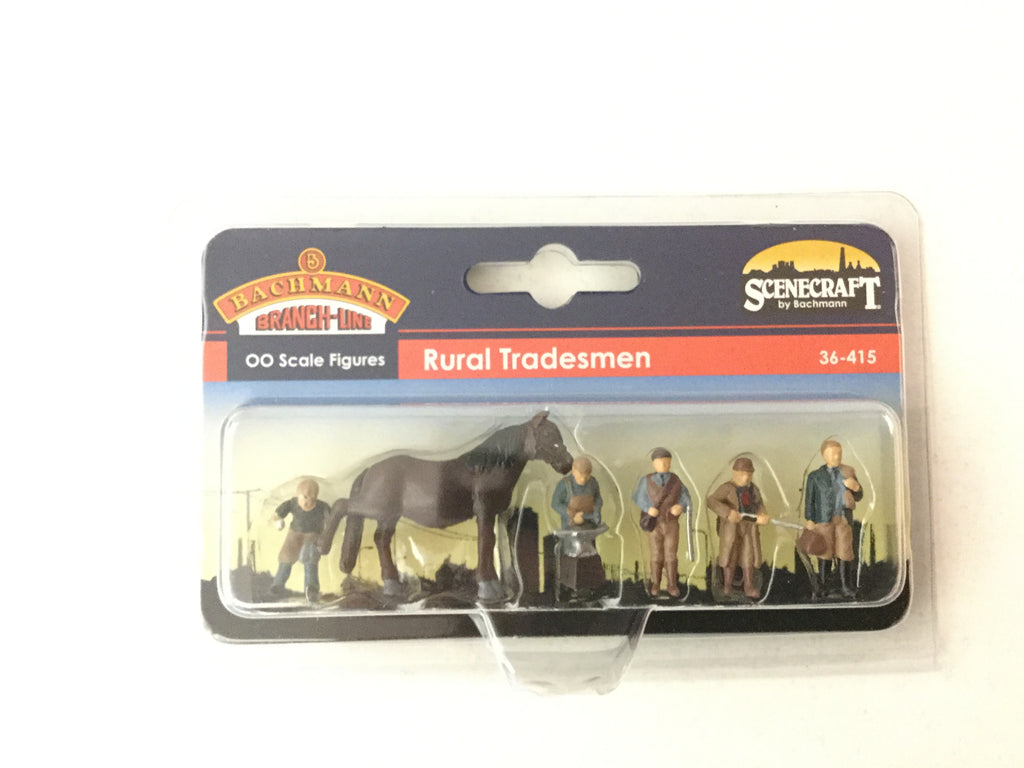 B
BACHMANN
BRANCH-LINE
OO Scale Figures
Rural Tradesmen
SCENECRAFT
by Bachmann
36-415